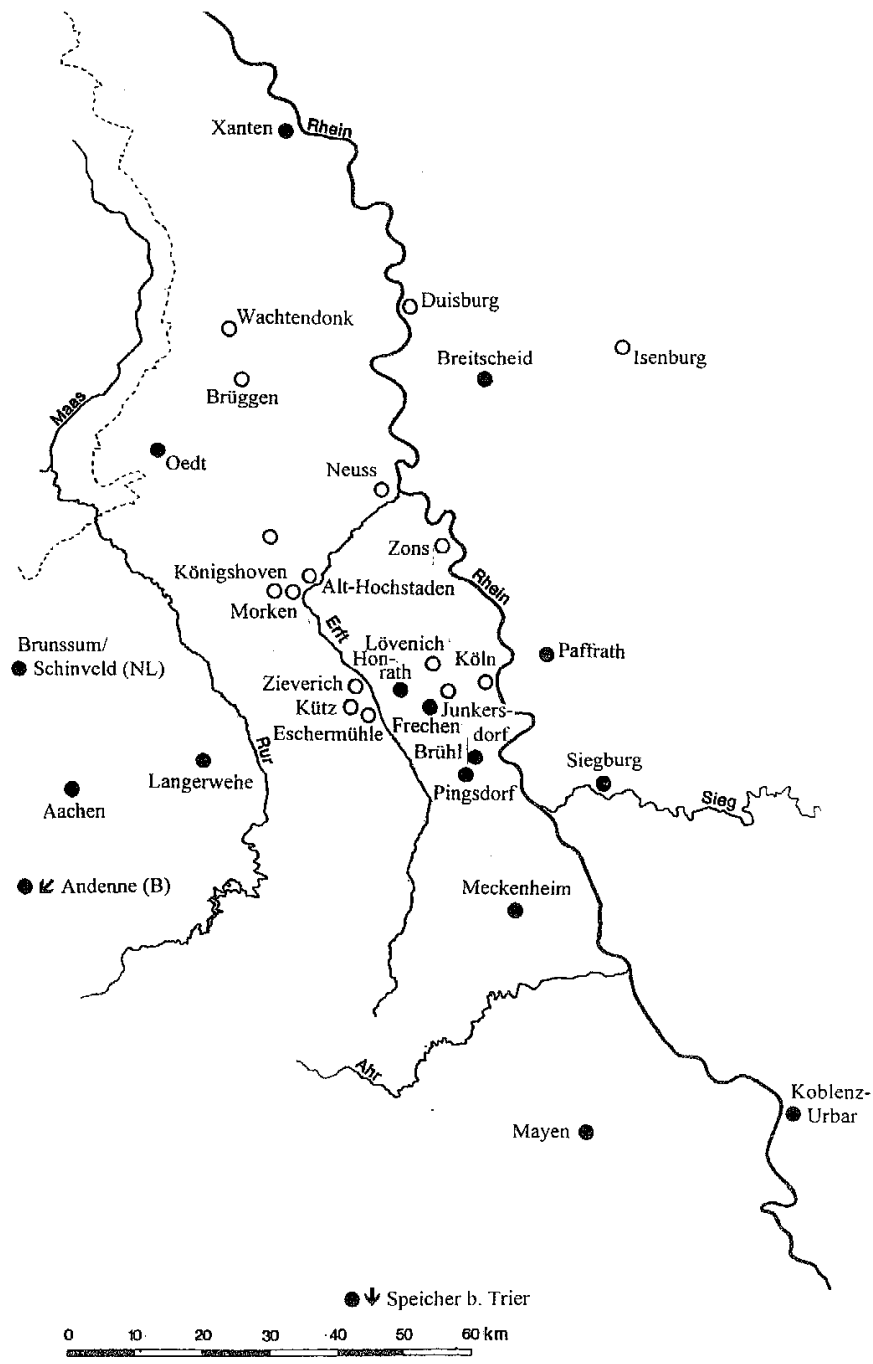 Xanten
Rhein
Duisburg
Wachtendonk
Isenburg
Breitscheid
Brüggen
Maas
Oedt
Neuss
Zons
Königshoven
Alt-Hochstaden
Rhein
Morken
Erft
Lövenich
Brunssum/
Schinveld (NL)
Hon-
rath
Köln
Paffrath
Zieverich
Kütz
Frechen
Junkers-
dorf
Eschermühle
Rur
Brühl
Langerwehe
Siegburg
Pingsdorf
Sieg
Aachen
Andenne (B)
Meckenheim
Ahr
Koblenz-
Urbar
Mayen
Speicher b. Trier
0 10 20 30 40 50 60 km